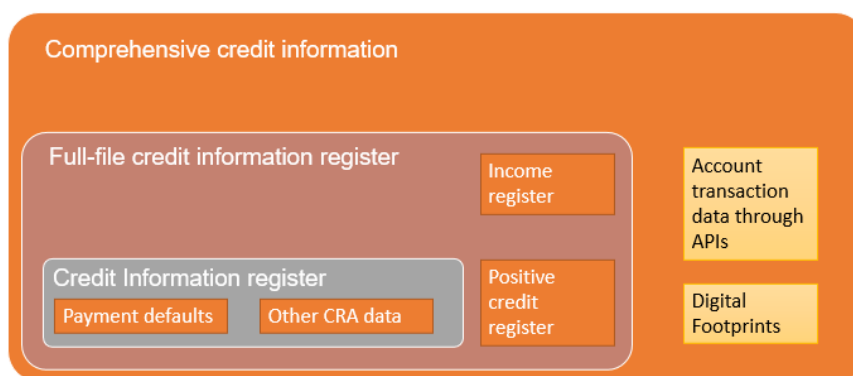 Comprehensive credit information
Full-file credit information register
Income
register
Account
transaction
data through
APIs
Credit Information register
Payment defaults
Other CRA data
Positive
credit
register
Digital
Footprints